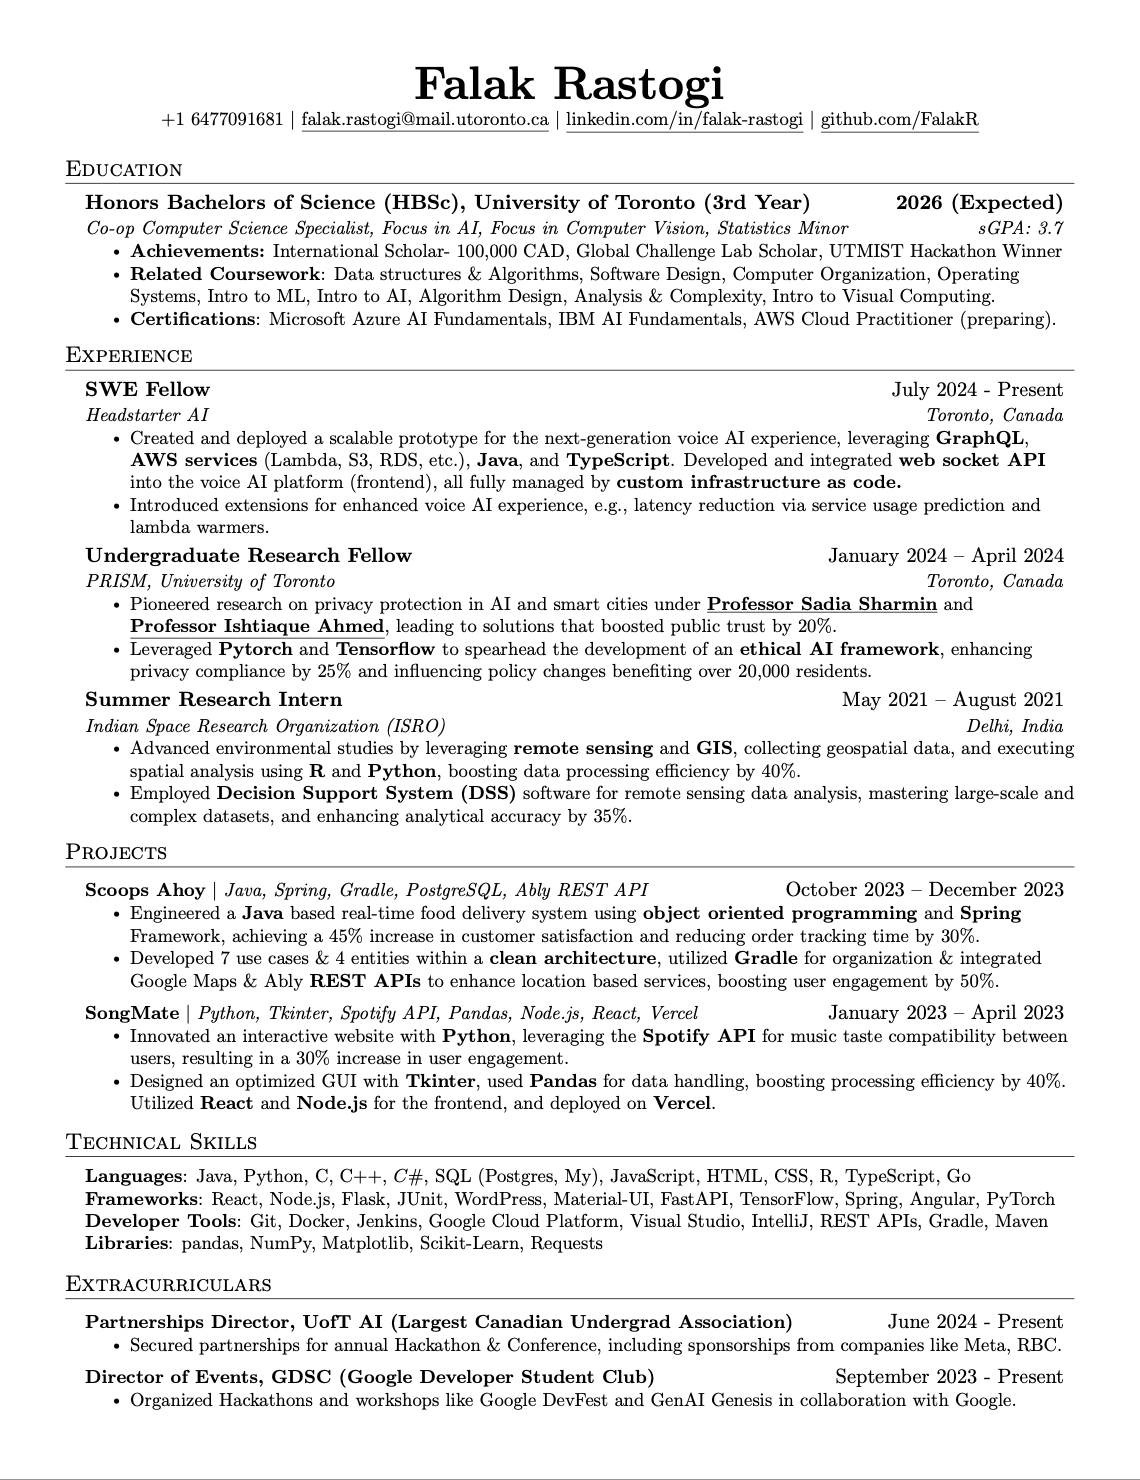 Falak Rastogi
+1 6477091681 | falak.rastogi@mail.utoronto.ca | linkedin.com/in/falak-rastogi | github.com/FalakR
Education
Honors Bachelors of Science (HBSc), University of Toronto (3rd Year) 2026 (Expected)
Co-op Computer Science Specialist, Focus in AI, Focus in Computer Vision, Statistics Minor sGPA: 3.7
• Achievements: International Scholar- 100,000 CAD, Global Challenge Lab Scholar, UTMIST Hackathon Winner
• Related Coursework: Data structures & Algorithms, Software Design, Computer Organization, Operating
Systems, Intro to ML, Intro to AI, Algorithm Design, Analysis & Complexity, Intro to Visual Computing.
• Certifications: Microsoft Azure AI Fundamentals, IBM AI Fundamentals, AWS Cloud Practitioner (preparing).
Experience
SWE Fellow July 2024 - Present
Headstarter AI Toronto, Canada
• Created and deployed a scalable prototype for the next-generation voice AI experience, leveraging GraphQL,
AWS services (Lambda, S3, RDS, etc.), Java, and TypeScript. Developed and integrated web socket API
into the voice AI platform (frontend), all fully managed by custom infrastructure as code.
• Introduced extensions for enhanced voice AI experience, e.g., latency reduction via service usage prediction and
lambda warmers.
Undergraduate Research Fellow January 2024 – April 2024
PRISM, University of Toronto Toronto, Canada
• Pioneered research on privacy protection in AI and smart cities under Professor Sadia Sharmin and
Professor Ishtiaque Ahmed, leading to solutions that boosted public trust by 20%.
• Leveraged Pytorch and Tensorflow to spearhead the development of an ethical AI framework, enhancing
privacy compliance by 25% and influencing policy changes benefiting over 20,000 residents.
Summer Research Intern May 2021 – August 2021
Indian Space Research Organization (ISRO) Delhi, India
• Advanced environmental studies by leveraging remote sensing and GIS, collecting geospatial data, and executing
spatial analysis using R and Python, boosting data processing efficiency by 40%.
• Employed Decision Support System (DSS) software for remote sensing data analysis, mastering large-scale and
complex datasets, and enhancing analytical accuracy by 35%.
Projects
Scoops Ahoy | Java, Spring, Gradle, PostgreSQL, Ably REST API October 2023 – December 2023
• Engineered a Java based real-time food delivery system using object oriented programming and Spring
Framework, achieving a 45% increase in customer satisfaction and reducing order tracking time by 30%.
• Developed 7 use cases & 4 entities within a clean architecture, utilized Gradle for organization & integrated
Google Maps & Ably REST APIs to enhance location based services, boosting user engagement by 50%.
SongMate | Python, Tkinter, Spotify API, Pandas, Node.js, React, Vercel January 2023 – April 2023
• Innovated an interactive website with Python, leveraging the Spotify API for music taste compatibility between
users, resulting in a 30% increase in user engagement.
• Designed an optimized GUI with Tkinter, used Pandas for data handling, boosting processing efficiency by 40%.
Utilized React and Node.js for the frontend, and deployed on Vercel.
Technical Skills
Languages: Java, Python, C, C++, C#, SQL (Postgres, My), JavaScript, HTML, CSS, R, TypeScript, Go
Frameworks: React, Node.js, Flask, JUnit, WordPress, Material-UI, FastAPI, TensorFlow, Spring, Angular, PyTorch
Developer Tools: Git, Docker, Jenkins, Google Cloud Platform, Visual Studio, IntelliJ, REST APIs, Gradle, Maven
Libraries: pandas, NumPy, Matplotlib, Scikit-Learn, Requests
Extracurriculars
Partnerships Director, UofT AI (Largest Canadian Undergrad Association) June 2024 - Present
• Secured partnerships for annual Hackathon & Conference, including sponsorships from companies like Meta, RBC.
Director of Events, GDSC (Google Developer Student Club) September 2023 - Present
• Organized Hackathons and workshops like Google DevFest and GenAI Genesis in collaboration with Google.